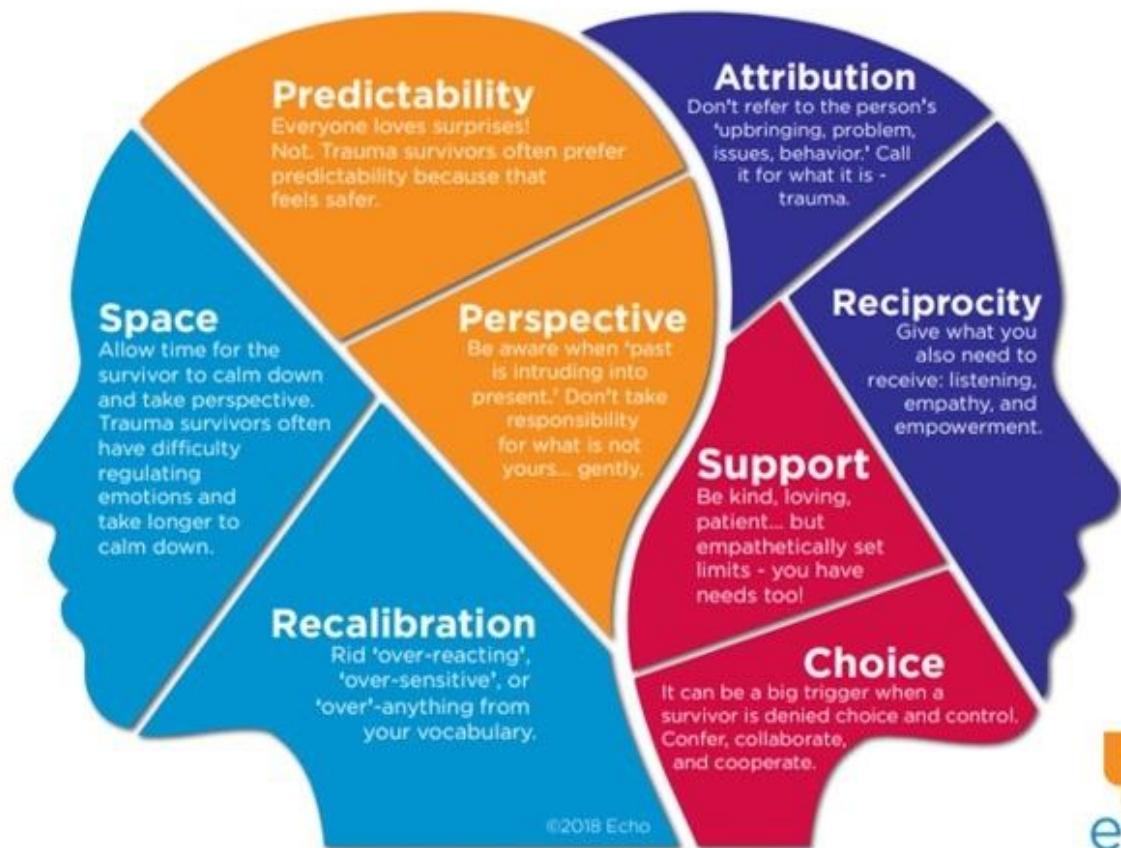 Predictability
Everyone loves surprises!
Not. Trauma survivors often prefer
predictability because that
feels safer.
Attribution
Don't refer to the person's
'upbringing, problem,
issues, behavior.' Call
it for what it is -
trauma.
Space
Allow time for the
survivor to calm down
and take perspective.
Trauma survivors often
have difficulty
regulating
emotions and
take longer to
calm down.
Perspective
Be aware when 'past
is intruding into
present.' Don't take
responsibility
for what is not
yours... gently.
Reciprocity
Give what you
also need to
receive: listening,
empathy, and
empowerment.
Support
Be kind, loving,
patient... but
empathetically set
limits - you have
needs too!
Recalibration
Rid 'over-reacting',
'over-sensitive', or
'over'-anything from
your vocabulary.
Choice
It can be a big trigger when a
survivor is denied choice and control.
Confer, collaborate,
and cooperate.
©2018 Echo